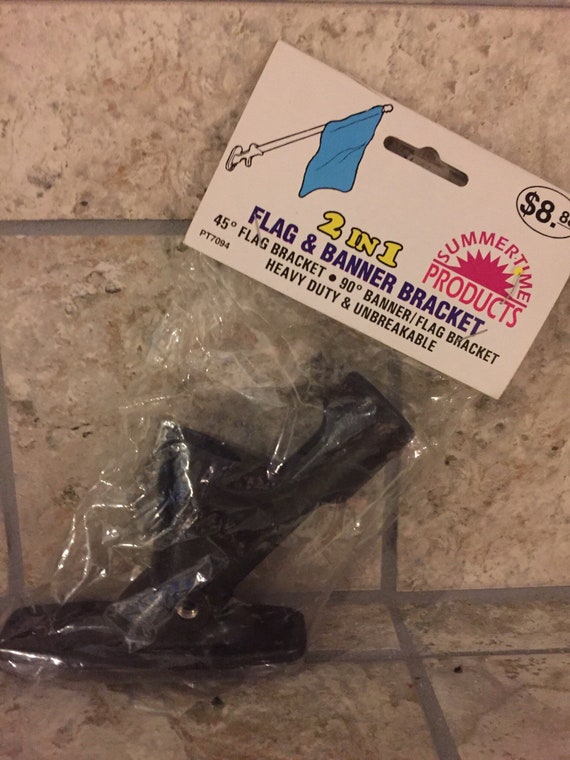 $8.88
2 IN 1
FLAG & BANNER BRACKET
45° FLAG BRACKET • 90° BANNER/FLAG BRACKET
HEAVY DUTY & UNBREAKABLE
PT7094
SUMMERTIME
PRODUCTS